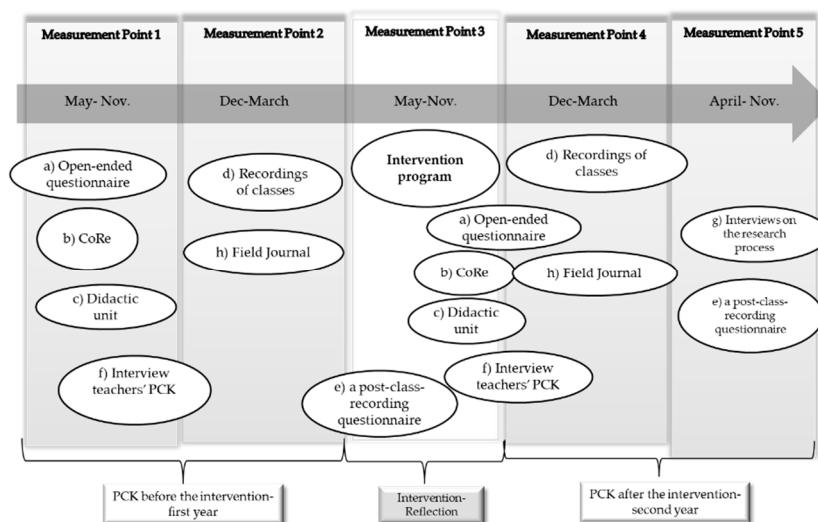 Measurement Point 1
Measurement Point 2
Measurement Point 3
Measurement Point 4
Measurement Point 5
May- Nov.
Dec-March
May-Nov.
Dec-March
April- Nov.
a) Open-ended
questionnaire
b) CoRe
c) Didactic
unit
f) Interview
teachers' PCK
d) Recordings
of classes
h) Field Journal
Intervention
program
a) Open-ended
questionnaire
b) CoRe
c) Didactic
unit
e) a post-class-
recording
questionnaire
d) Recordings of
classes
h) Field Journal
f) Interview
teachers' PCK
g) Interviews on
the research
process
e) a post-class-
recording
questionnaire
PCK before the intervention-
first year
Intervention-
Reflection
PCK after the intervention-
second year